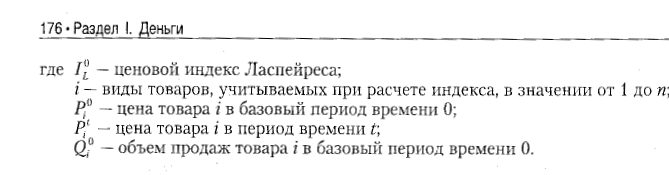 176 • Раздел I. Деньги
где I_L^0 — ценовой индекс Ласпейреса;
i — виды товаров, учитываемых при расчете индекса, в значении от 1 до n;
P_i^0 — цена товара i в базовый период времени 0;
P_i^t — цена товара i в период времени t;
Q_i^0 — объем продаж товара i в базовый период времени 0.